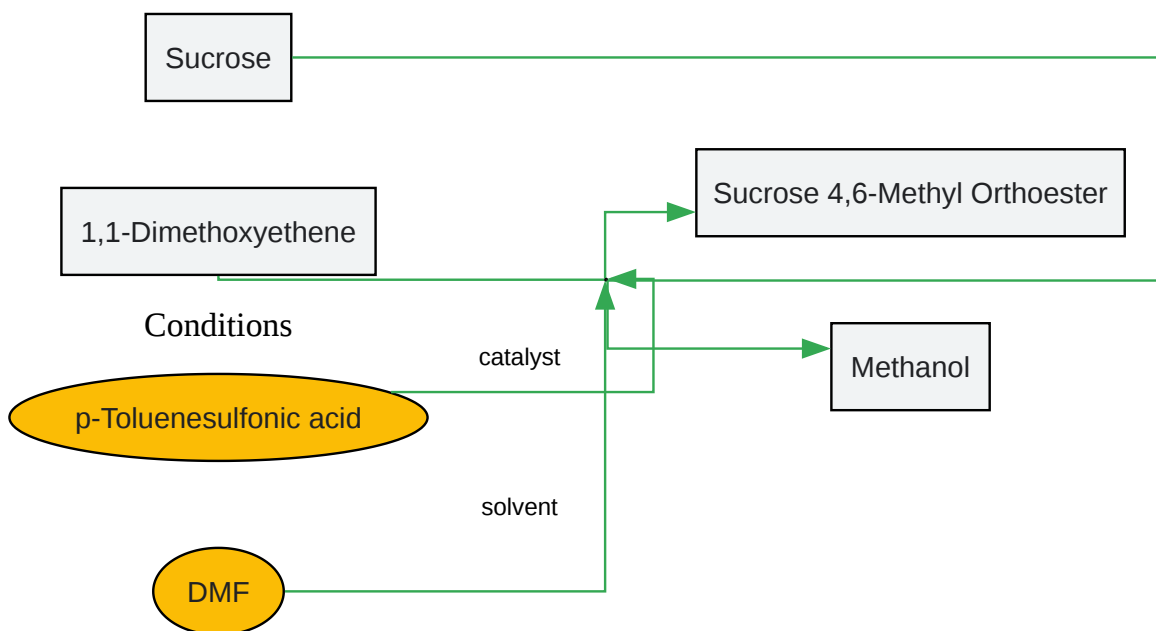 Sucrose
Sucrose 4,6-Methyl Orthoester
1,1-Dimethoxyethene
Conditions
catalyst
Methanol
p-Toluenesulfonic acid
solvent
DMF